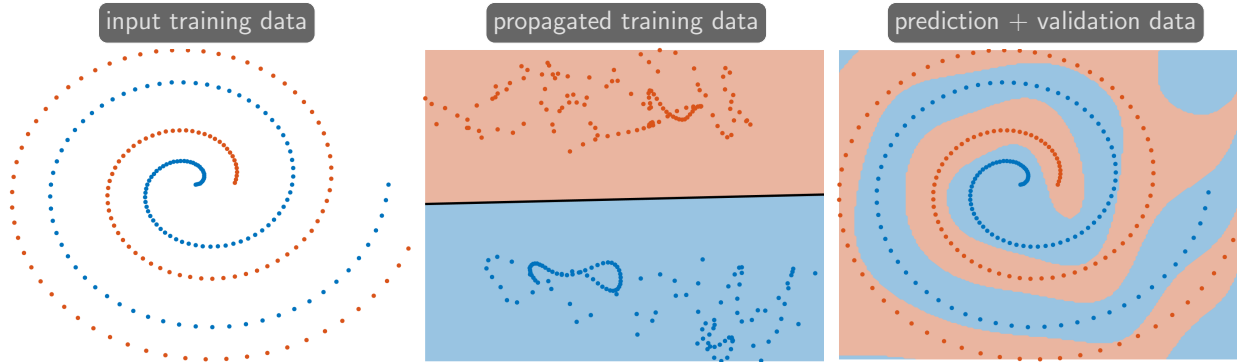 input training data
propagated training data
prediction + validation data